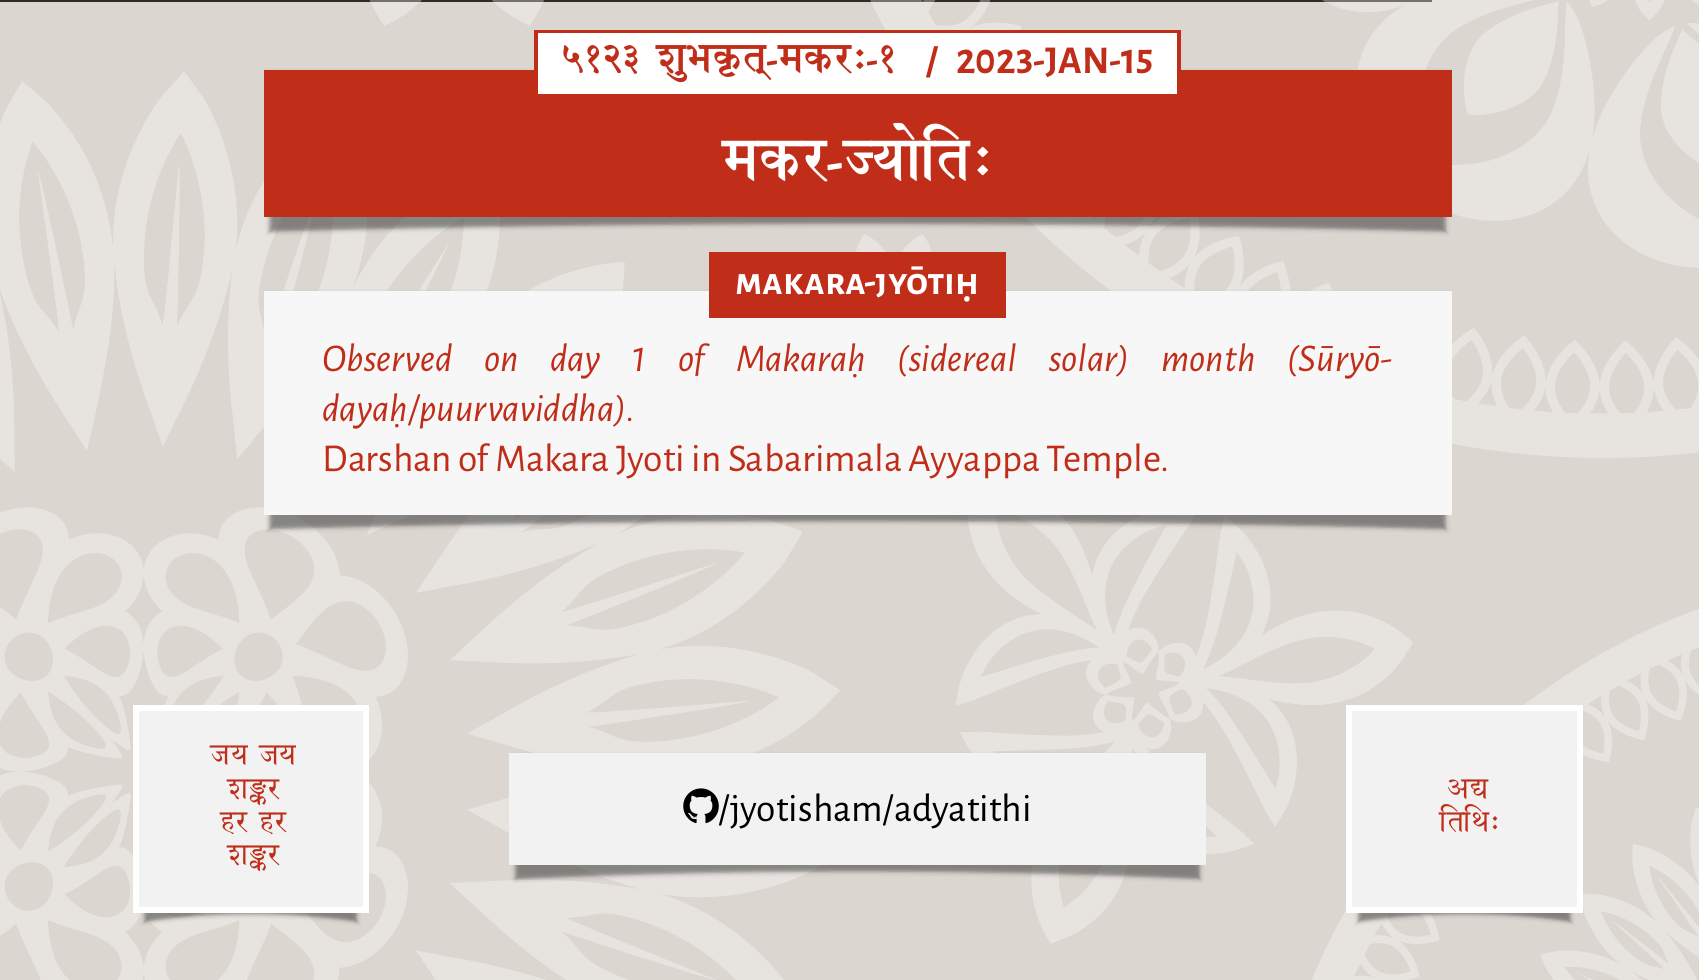 ५१२३ शुभकृत्-मकरः-१ / 2023-JAN-15
मकर-ज्योतिः
MAKARA-JYŌTIḤ
Observed on day 1 of Makaraḥ (sidereal solar) month (Sūryō-
dayaḥ/puurvaviddha).
Darshan of Makara Jyoti in Sabarimala Ayyappa Temple.
जय जय
शङ्कर
हर हर
शङ्कर
/jyotisham/adyatithi
अद्य
तिथिः